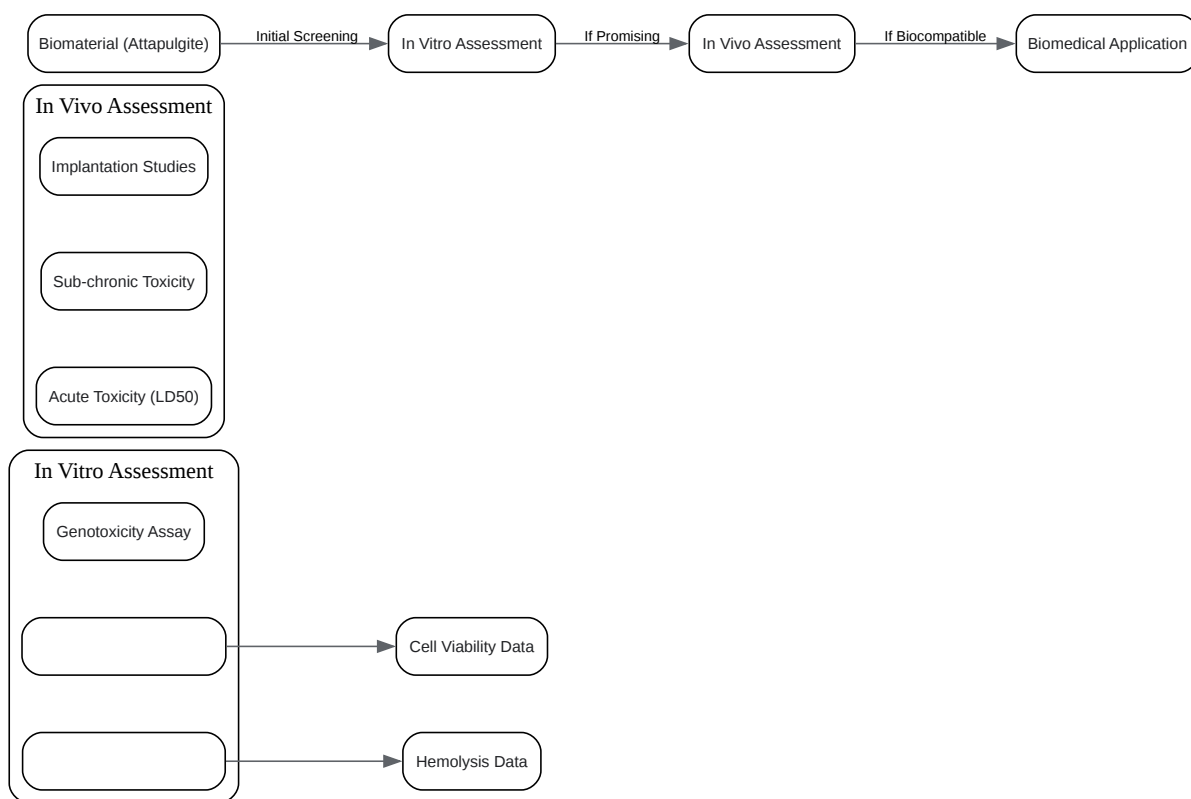 Biomaterial (Attapulgite)
Initial Screening
In Vitro Assessment
If Promising
In Vivo Assessment
If Biocompatible
Biomedical Application
In Vivo Assessment
Implantation Studies
Sub-chronic Toxicity
Acute Toxicity (LD50)
In Vitro Assessment
Genotoxicity Assay
Cell Viability Data
Hemolysis Data